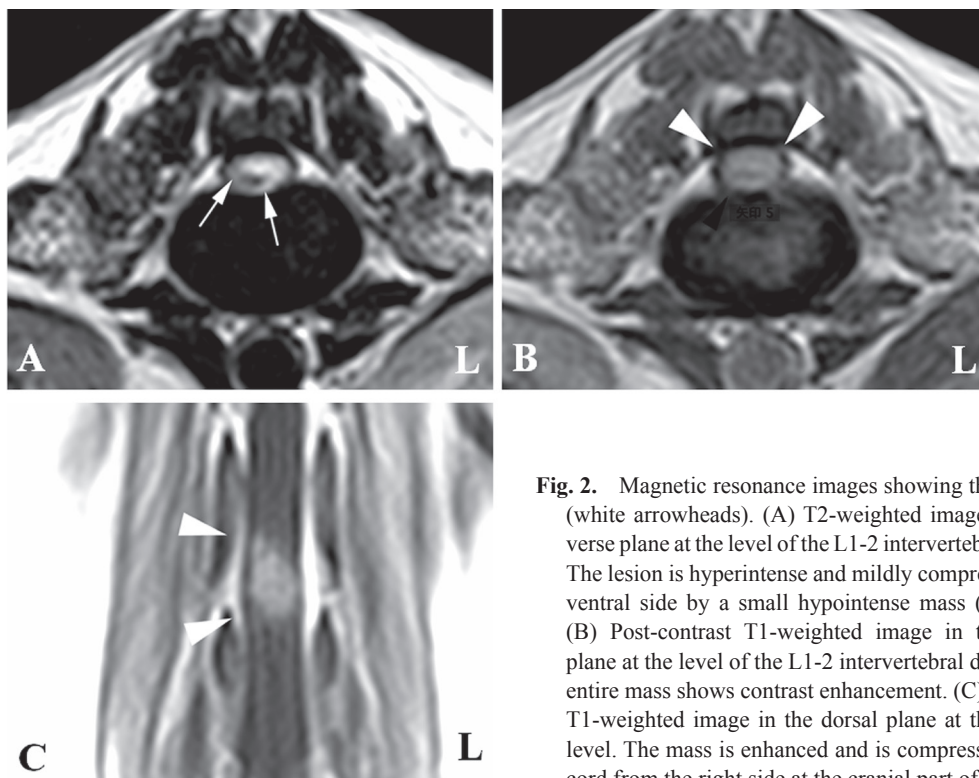 A
L
B
L
矢印 5
C
L
Fig. 2. Magnetic resonance images showing th
(white arrowheads). (A) T2-weighted image
verse plane at the level of the L1-2 interverteb
The lesion is hyperintense and mildly compre
ventral side by a small hypointense mass (
(B) Post-contrast T1-weighted image in t
plane at the level of the L1-2 intervertebral d
entire mass shows contrast enhancement. (C)
T1-weighted image in the dorsal plane at th
level. The mass is enhanced and is compress
cord from the right side at the cranial part of